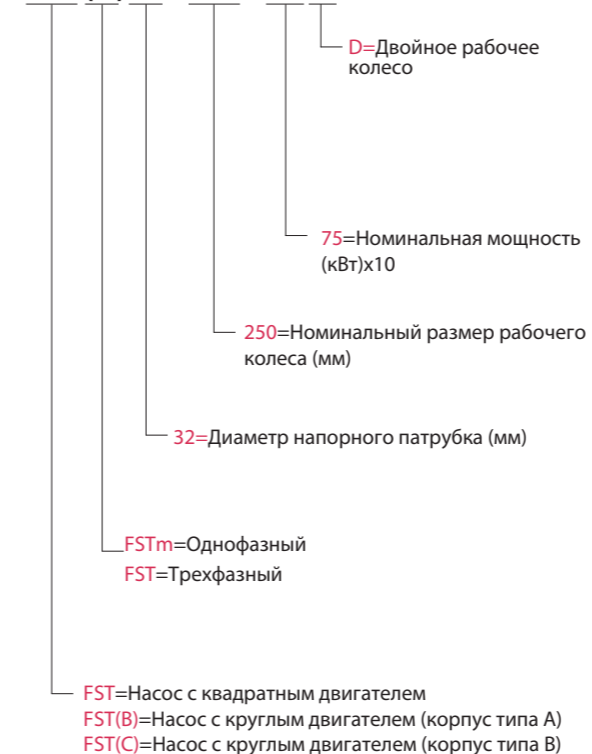 D=Двойное рабочее
колесо
75=Номинальная мощность
(кВт)x10
250=Номинальный размер рабочего
колеса (мм)
32=Диаметр напорного патрубка (мм)
FSTm=Однофазный
FST=Трехфазный
FST=Насос с квадратным двигателем
FST(B)=Насос с круглым двигателем (корпус типа A)
FST(C)=Насос с круглым двигателем (корпус типа B)